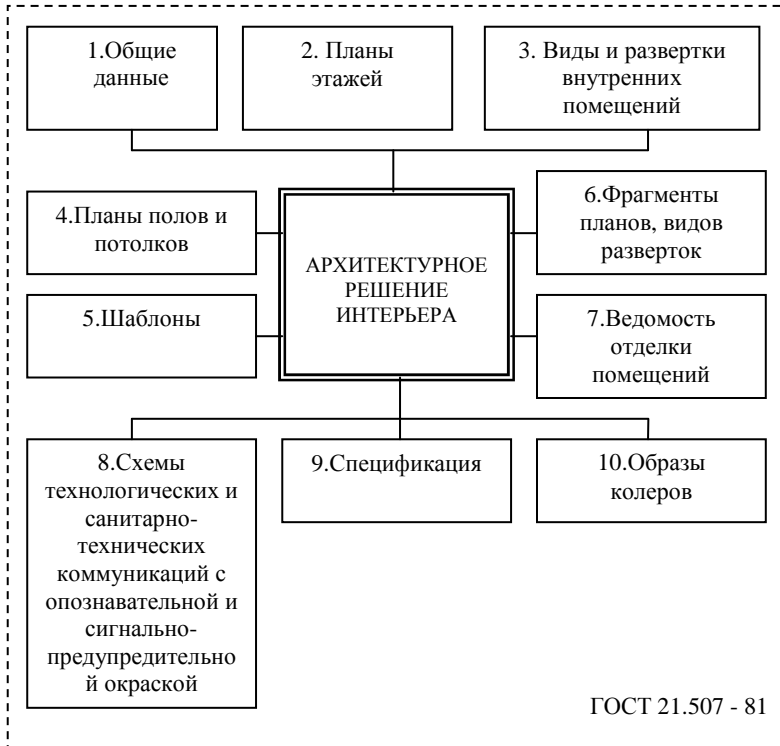 1.Общие
данные
2. Планы
этажей
3. Виды и развертки
внутренних
помещений
4.Планы полов и
потолков
АРХИТЕКТУРНОЕ
РЕШЕНИЕ
ИНТЕРЬЕРА
6.Фрагменты
планов, видов
разверток
5.Шаблоны
7.Ведомость
отделки
помещений
8.Схемы
технологических и
санитарно-
технических
коммуникаций с
опознавательной и
сигнально-
предупредительно
й окраской
9.Спецификация
10.Образы
колеров
ГОСТ 21.507 - 81